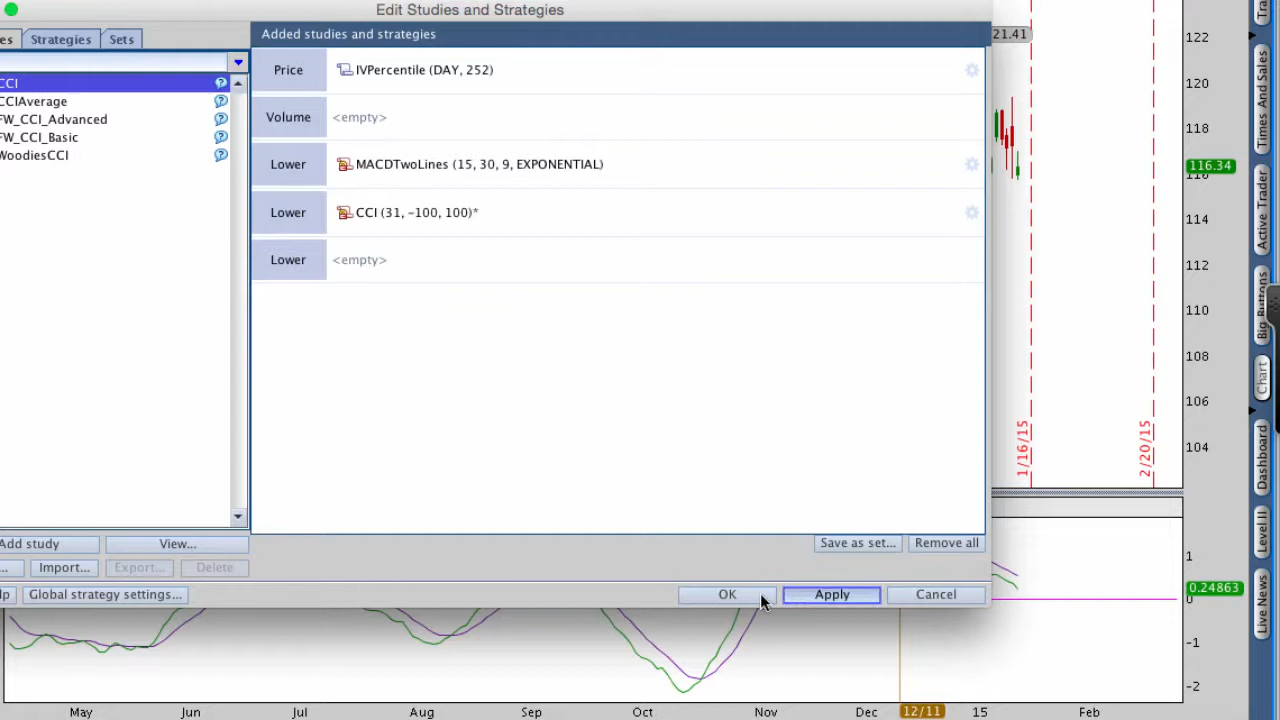 Edit Studies and Strategies
es
Strategies
Sets
Added studies and strategies
CCI
CCIAverage
FW_CCI_Advanced
FW_CCI_Basic
WoodiesCCI
Price
IVPercentile (DAY, 252)
Volume
<empty>
Lower
MACDTwoLines (15, 30, 9, EXPONENTIAL)
Lower
CCI (31, -100, 100)*
Lower
<empty>
Add study
View...
Save as set...
Remove all
...
Import...
Export...
Delete
lp
Global strategy settings...
OK
Apply
Cancel
21.41
122
120
118
116.34
114
112
110
108
106
104
1/16/15
2/20/15
1
0.24863
0
-1
-2
May
Jun
Jul
Aug
Sep
Oct
Nov
Dec
12/11
15
Feb
Tra
Times And Sales
Active Trader
Big Buttons
Chart
Dashboard
Level II
Live News